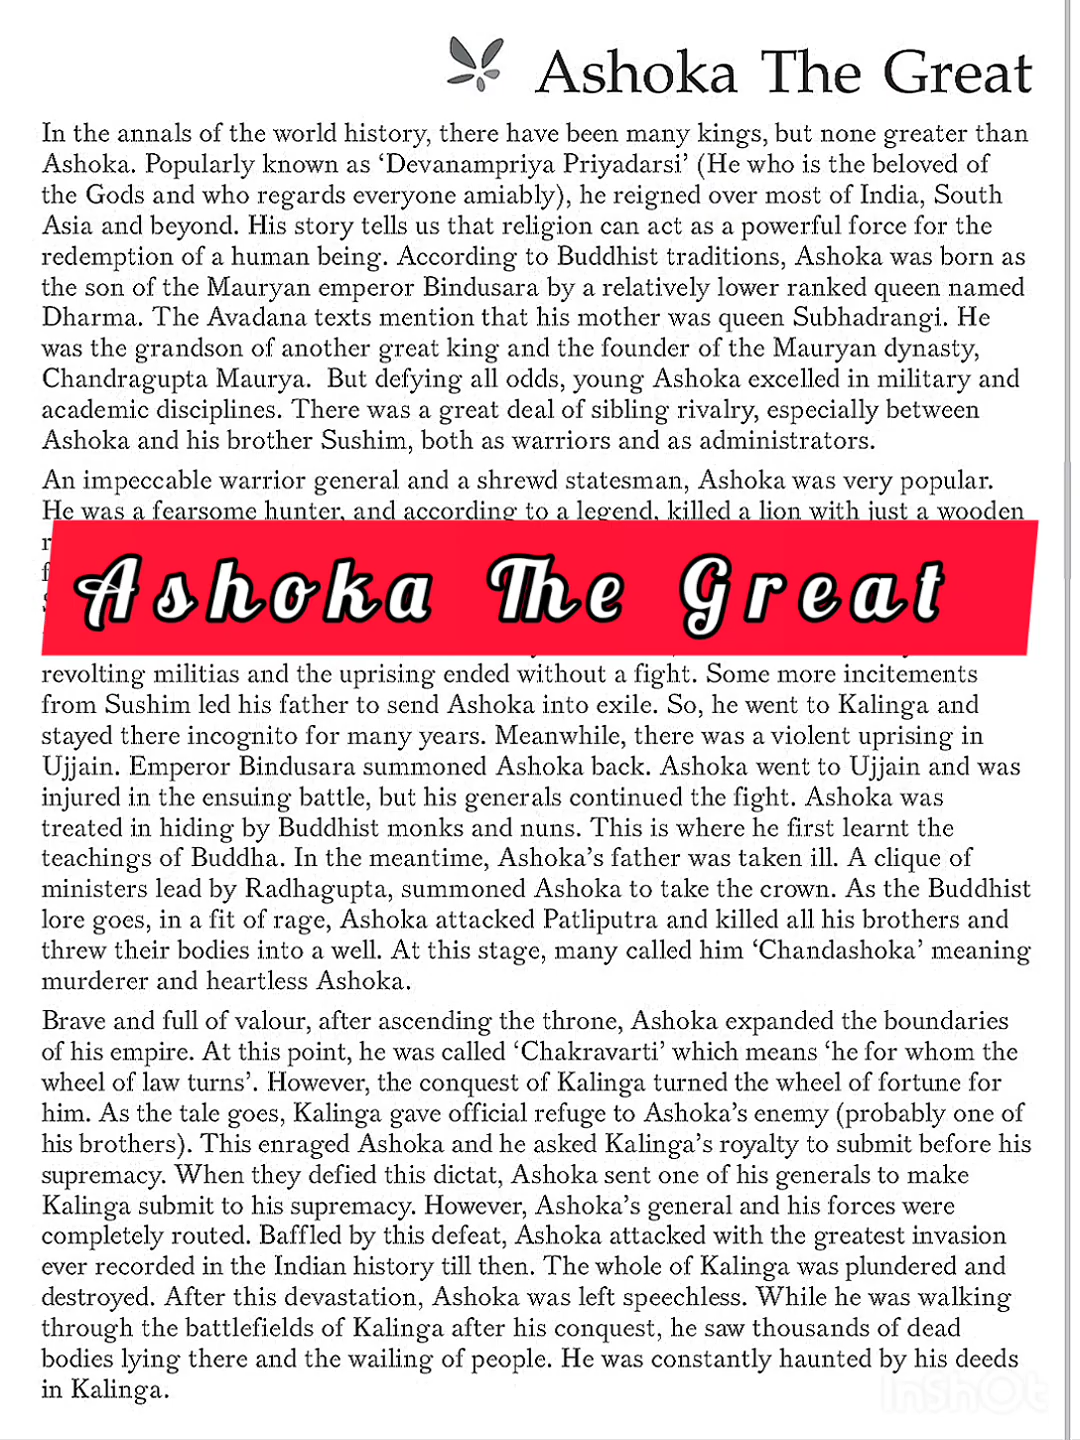 Ashoka The Great
In the annals of the world history, there have been many kings, but none greater than
Ashoka. Popularly known as ‘Devanampriya Priyadarsi’ (He who is the beloved of
the Gods and who regards everyone amiably), he reigned over most of India, South
Asia and beyond. His story tells us that religion can act as a powerful force for the
redemption of a human being. According to Buddhist traditions, Ashoka was born as
the son of the Mauryan emperor Bindusara by a relatively lower ranked queen named
Dharma. The Avadana texts mention that his mother was queen Subhadrangi. He
was the grandson of another great king and the founder of the Mauryan dynasty,
Chandragupta Maurya.  But defying all odds, young Ashoka excelled in military and
academic disciplines. There was a great deal of sibling rivalry, especially between
Ashoka and his brother Sushim, both as warriors and as administrators.
An impeccable warrior general and a shrewd statesman, Ashoka was very popular.
He was a fearsome hunter, and according to a legend, killed a lion with just a wooden
Ashoka The Great
revolting militias and the uprising ended without a fight. Some more incitements
from Sushim led his father to send Ashoka into exile. So, he went to Kalinga and
stayed there incognito for many years. Meanwhile, there was a violent uprising in
Ujjain. Emperor Bindusara summoned Ashoka back. Ashoka went to Ujjain and was
injured in the ensuing battle, but his generals continued the fight. Ashoka was
treated in hiding by Buddhist monks and nuns. This is where he first learnt the
teachings of Buddha. In the meantime, Ashoka’s father was taken ill. A clique of
ministers lead by Radhagupta, summoned Ashoka to take the crown. As the Buddhist
lore goes, in a fit of rage, Ashoka attacked Patliputra and killed all his brothers and
threw their bodies into a well. At this stage, many called him ‘Chandashoka’ meaning
murderer and heartless Ashoka.
Brave and full of valour, after ascending the throne, Ashoka expanded the boundaries
of his empire. At this point, he was called ‘Chakravarti’ which means ‘he for whom the
wheel of law turns’. However, the conquest of Kalinga turned the wheel of fortune for
him. As the tale goes, Kalinga gave official refuge to Ashoka’s enemy (probably one of
his brothers). This enraged Ashoka and he asked Kalinga’s royalty to submit before his
supremacy. When they defied this dictat, Ashoka sent one of his generals to make
Kalinga submit to his supremacy. However, Ashoka’s general and his forces were
completely routed. Baffled by this defeat, Ashoka attacked with the greatest invasion
ever recorded in the Indian history till then. The whole of Kalinga was plundered and
destroyed. After this devastation, Ashoka was left speechless. While he was walking
through the battlefields of Kalinga after his conquest, he saw thousands of dead
bodies lying there and the wailing of people. He was constantly haunted by his deeds
in Kalinga.
InShOt